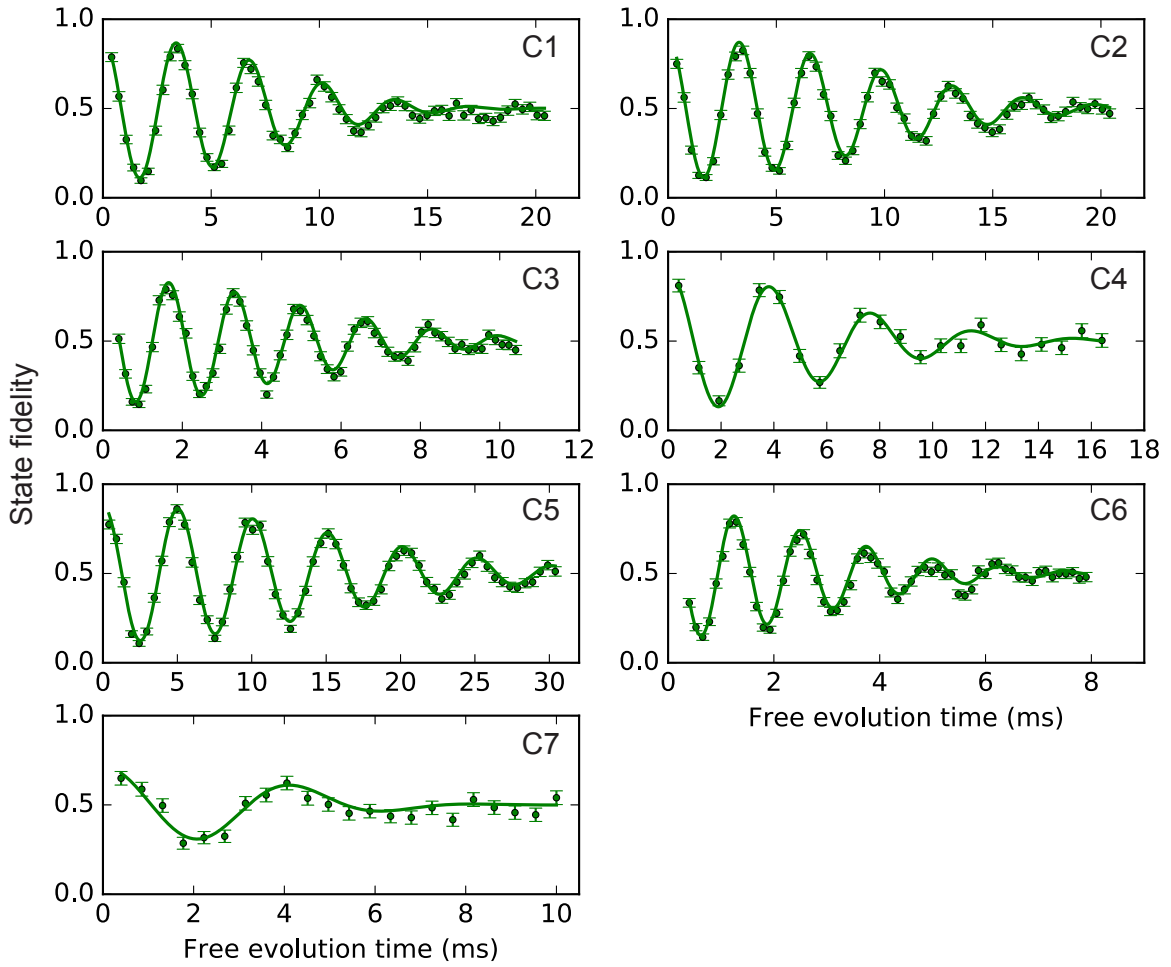 State fidelity
1.0
0.5
0.0
C1
0 5 10 15 20
1.0
0.5
0.0
C2
0 5 10 15 20
1.0
0.5
0.0
C3
0 2 4 6 8 10 12
1.0
0.5
0.0
C4
0 2 4 6 8 10 12 14 16 18
1.0
0.5
0.0
C5
0 5 10 15 20 25 30
1.0
0.5
0.0
C6
0 2 4 6 8
Free evolution time (ms)
1.0
0.5
0.0
C7
0 2 4 6 8 10
Free evolution time (ms)